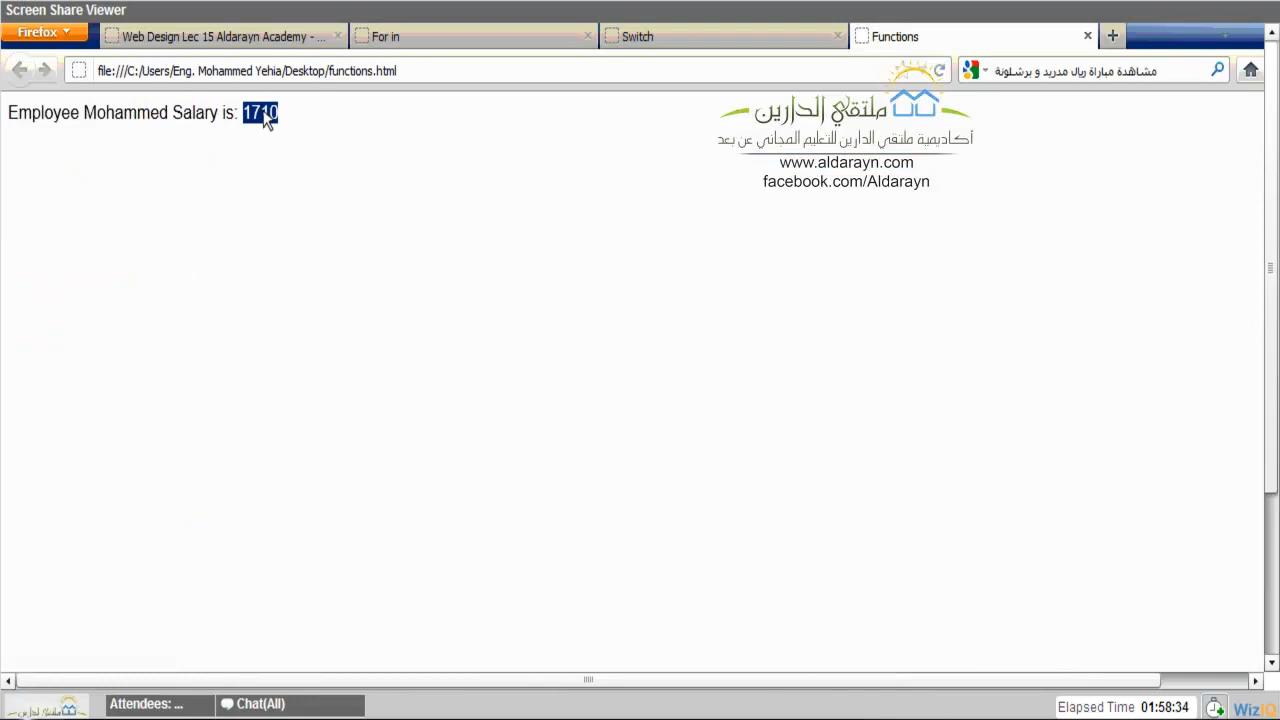 Screen Share Viewer
Firefox
Web Design Lec 15 Aldarayn Academy - ...
For in
Switch
Functions
file:///C:/Users/Eng. Mohammed Yehia/Desktop/functions.html
مشاهدة مباراة ريال مدريد و برشلونة
Employee Mohammed Salary is: 1710
ملتقي الدارين
أكاديمية ملتقي الدارين للتعليم المجاني عن بعد
www.aldarayn.com
facebook.com/Aldarayn
Attendees: ...
Chat(All)
Elapsed Time 01:58:34
WizIQ